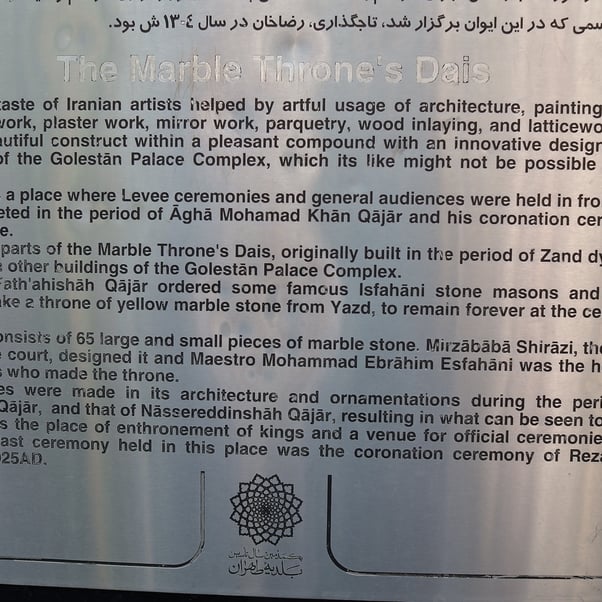 سمی که در این ایوان برگزار شد، تاجگذاری، رضاخان در سال ۱۳۰٤ ش بود.
The Marble Throne's Dais
taste of Iranian artists helped by artful usage of architecture, painting
work, plaster work, mirror work, parquetry, wood inlaying, and latticewo
autiful construct within a pleasant compound with an innovative design
of the Golestān Palace Complex, which its like might not be possible
a place where Levee ceremonies and general audiences were held in fro
eted in the period of Āghā Mohamad Khān Qājār and his coronation cer
e.
parts of the Marble Throne's Dais, originally built in the period of Zand dy
other buildings of the Golestān Palace Complex.
Fath'ahishāh Qājār ordered some famous Isfahāni stone masons and
ake a throne of yellow marble stone from Yazd, to remain forever at the ce
onsists of 65 large and small pieces of marble stone. Mirzābābā Shirāzi, the
e court, designed it and Maestro Mohammad Ebrāhim Esfahāni was the h
s who made the throne.
es were made in its architecture and ornamentations during the peri
Qājār, and that of Nāssereddinshāh Qājār, resulting in what can be seen to
s the place of enthronement of kings and a venue for official ceremonie
ast ceremony held in this place was the coronation ceremony of Reza
925AD.
یکصدمین سال تاسیس
بلدیه طهران